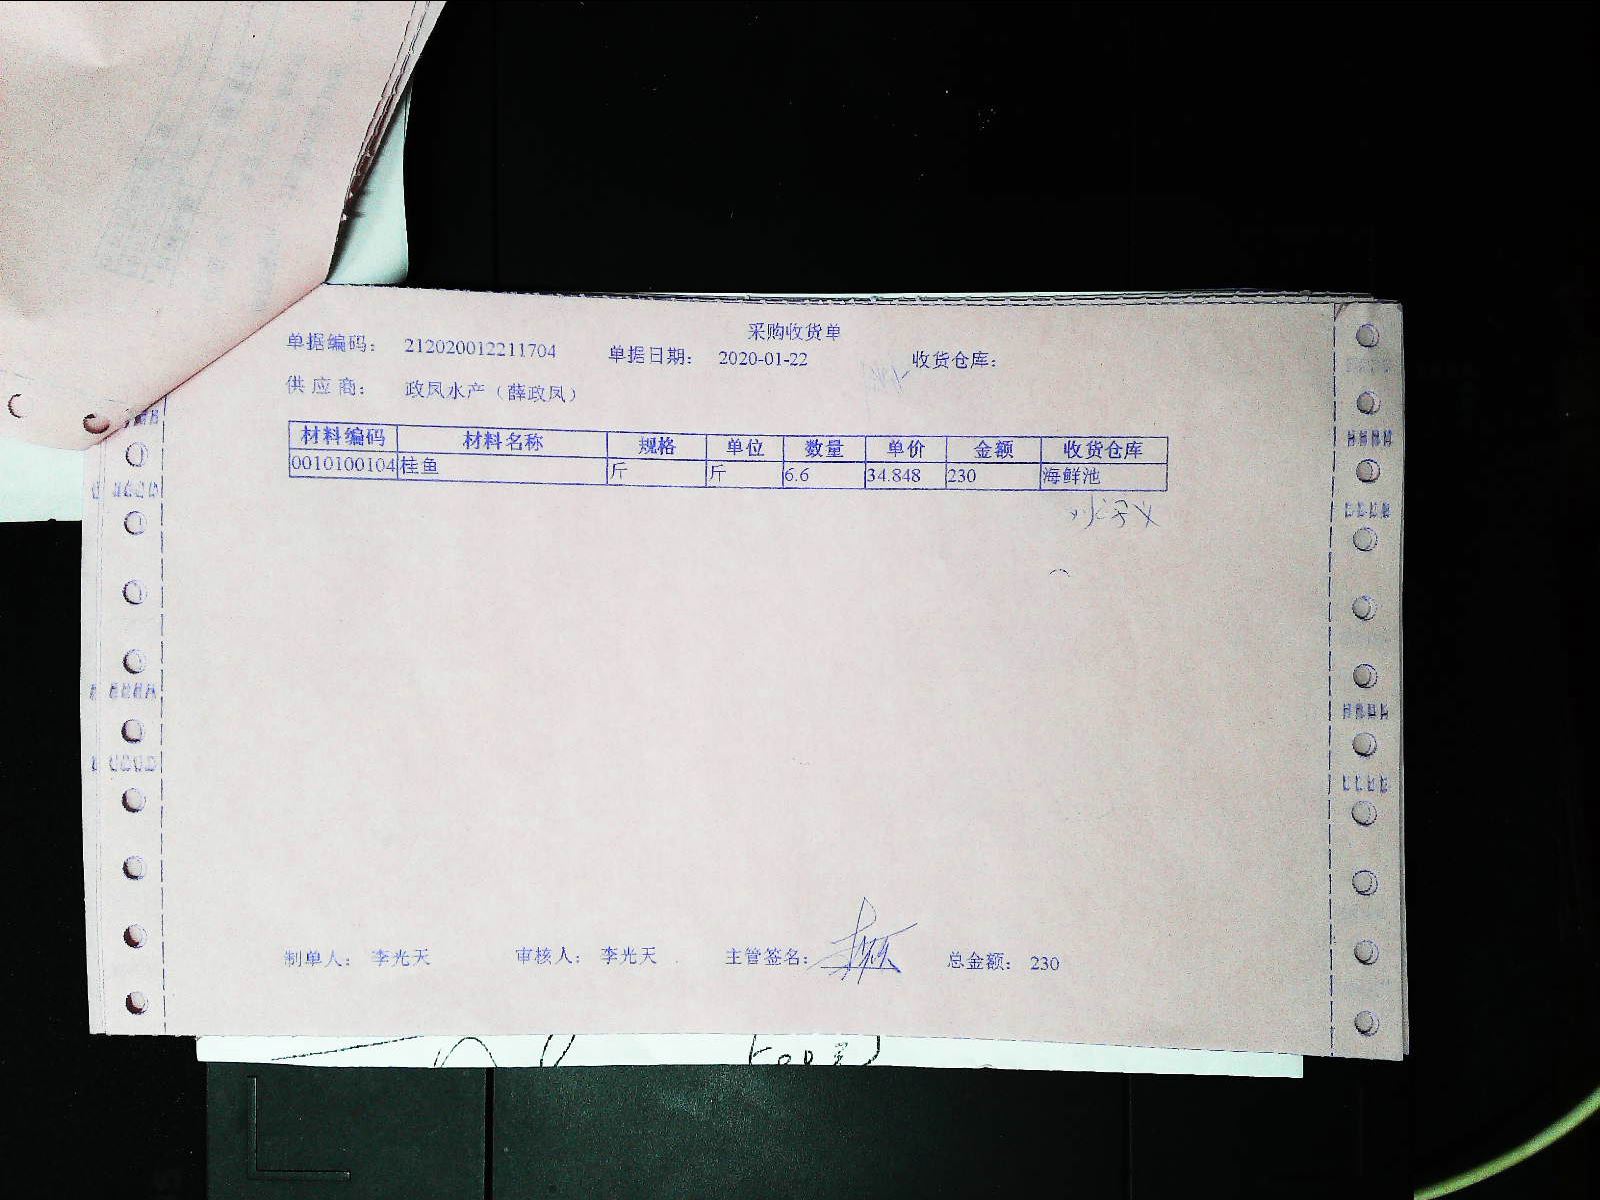 采购收货单
单据编码： 212020012211704 单据日期： 2020-01-22 收货仓库：
供应商： 政凤水产（薛政凤）
材料编码 材料名称 规格 单位 数量 单价 金额 收货仓库
0010100104 桂鱼 斤 斤 6.6 34.848 230 海鲜池
制单人： 李光天 审核人： 李光天 主管签名： 总金额： 230